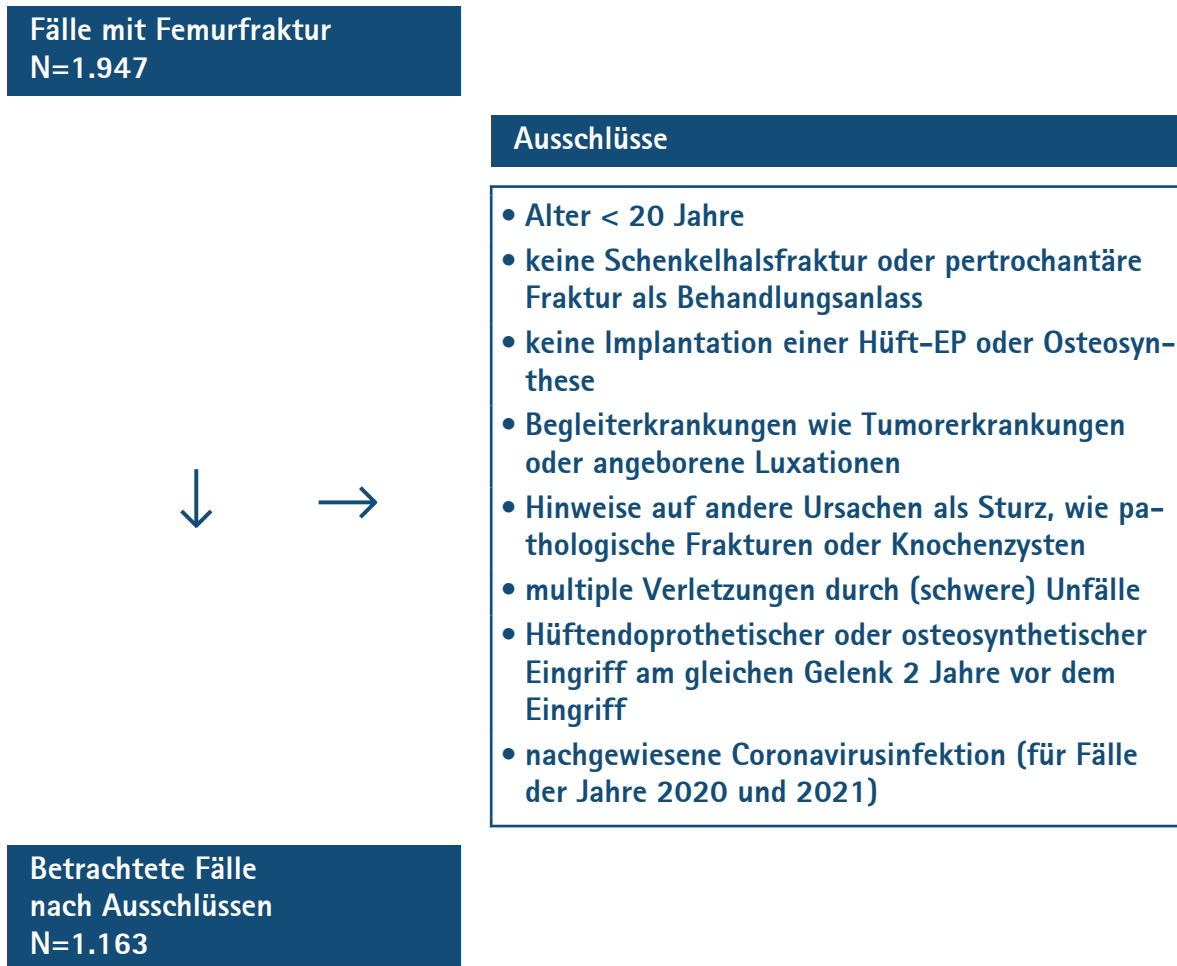 Fälle mit Femurfraktur
N=1.947
Ausschlüsse
• Alter < 20 Jahre
• keine Schenkelhalsfraktur oder pertrochantäre
Fraktur als Behandlungsanlass
• keine Implantation einer Hüft-EP oder Osteosyn-
these
• Begleiterkrankungen wie Tumorerkrankungen
oder angeborene Luxationen
• Hinweise auf andere Ursachen als Sturz, wie pa-
thologische Frakturen oder Knochenzysten
• multiple Verletzungen durch (schwere) Unfälle
• Hüftendoprothetischer oder osteosynthetischer
Eingriff am gleichen Gelenk 2 Jahre vor dem
Eingriff
• nachgewiesene Coronavirusinfektion (für Fälle
der Jahre 2020 und 2021)
Betrachtete Fälle
nach Ausschlüssen
N=1.163